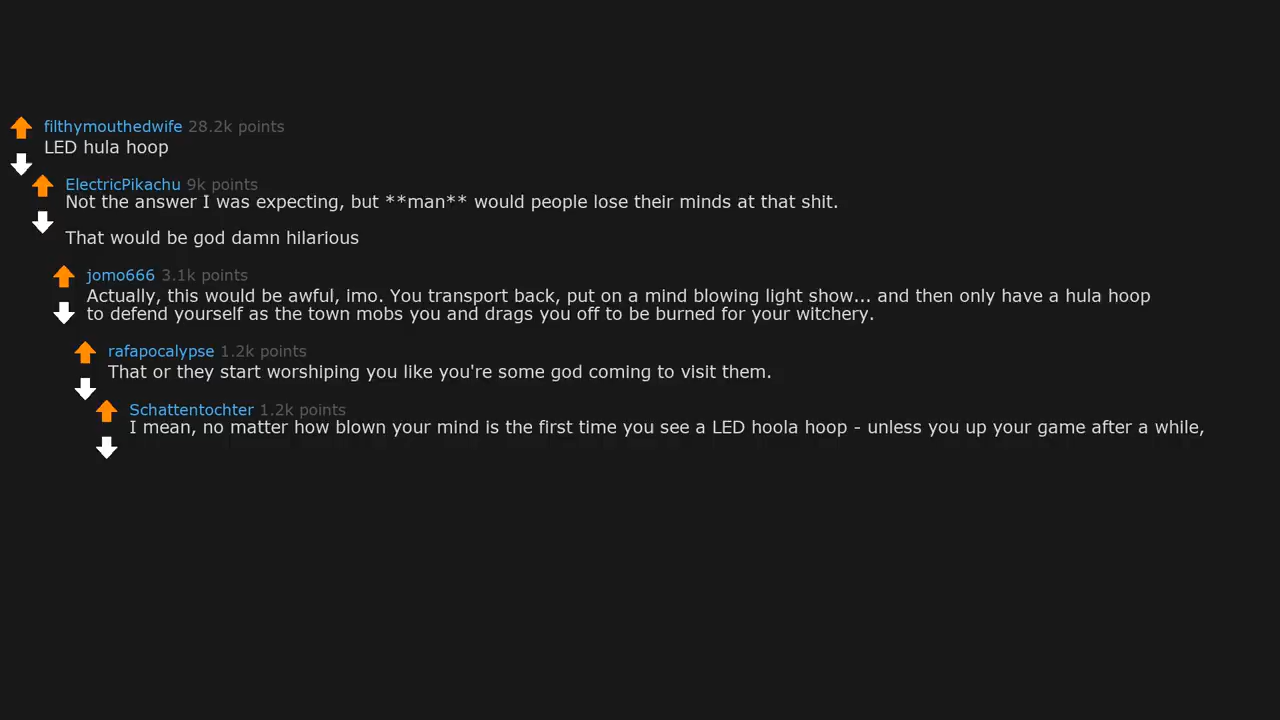 filthymouthedwife 28.2k points
LED hula hoop
ElectricPikachu 9k points
Not the answer I was expecting, but **man** would people lose their minds at that shit.
That would be god damn hilarious
jomo666 3.1k points
Actually, this would be awful, imo. You transport back, put on a mind blowing light show... and then only have a hula hoop
to defend yourself as the town mobs you and drags you off to be burned for your witchery.
rafapocalypse 1.2k points
That or they start worshiping you like you're some god coming to visit them.
Schattentochter 1.2k points
I mean, no matter how blown your mind is the first time you see a LED hoola hoop - unless you up your game after a while,